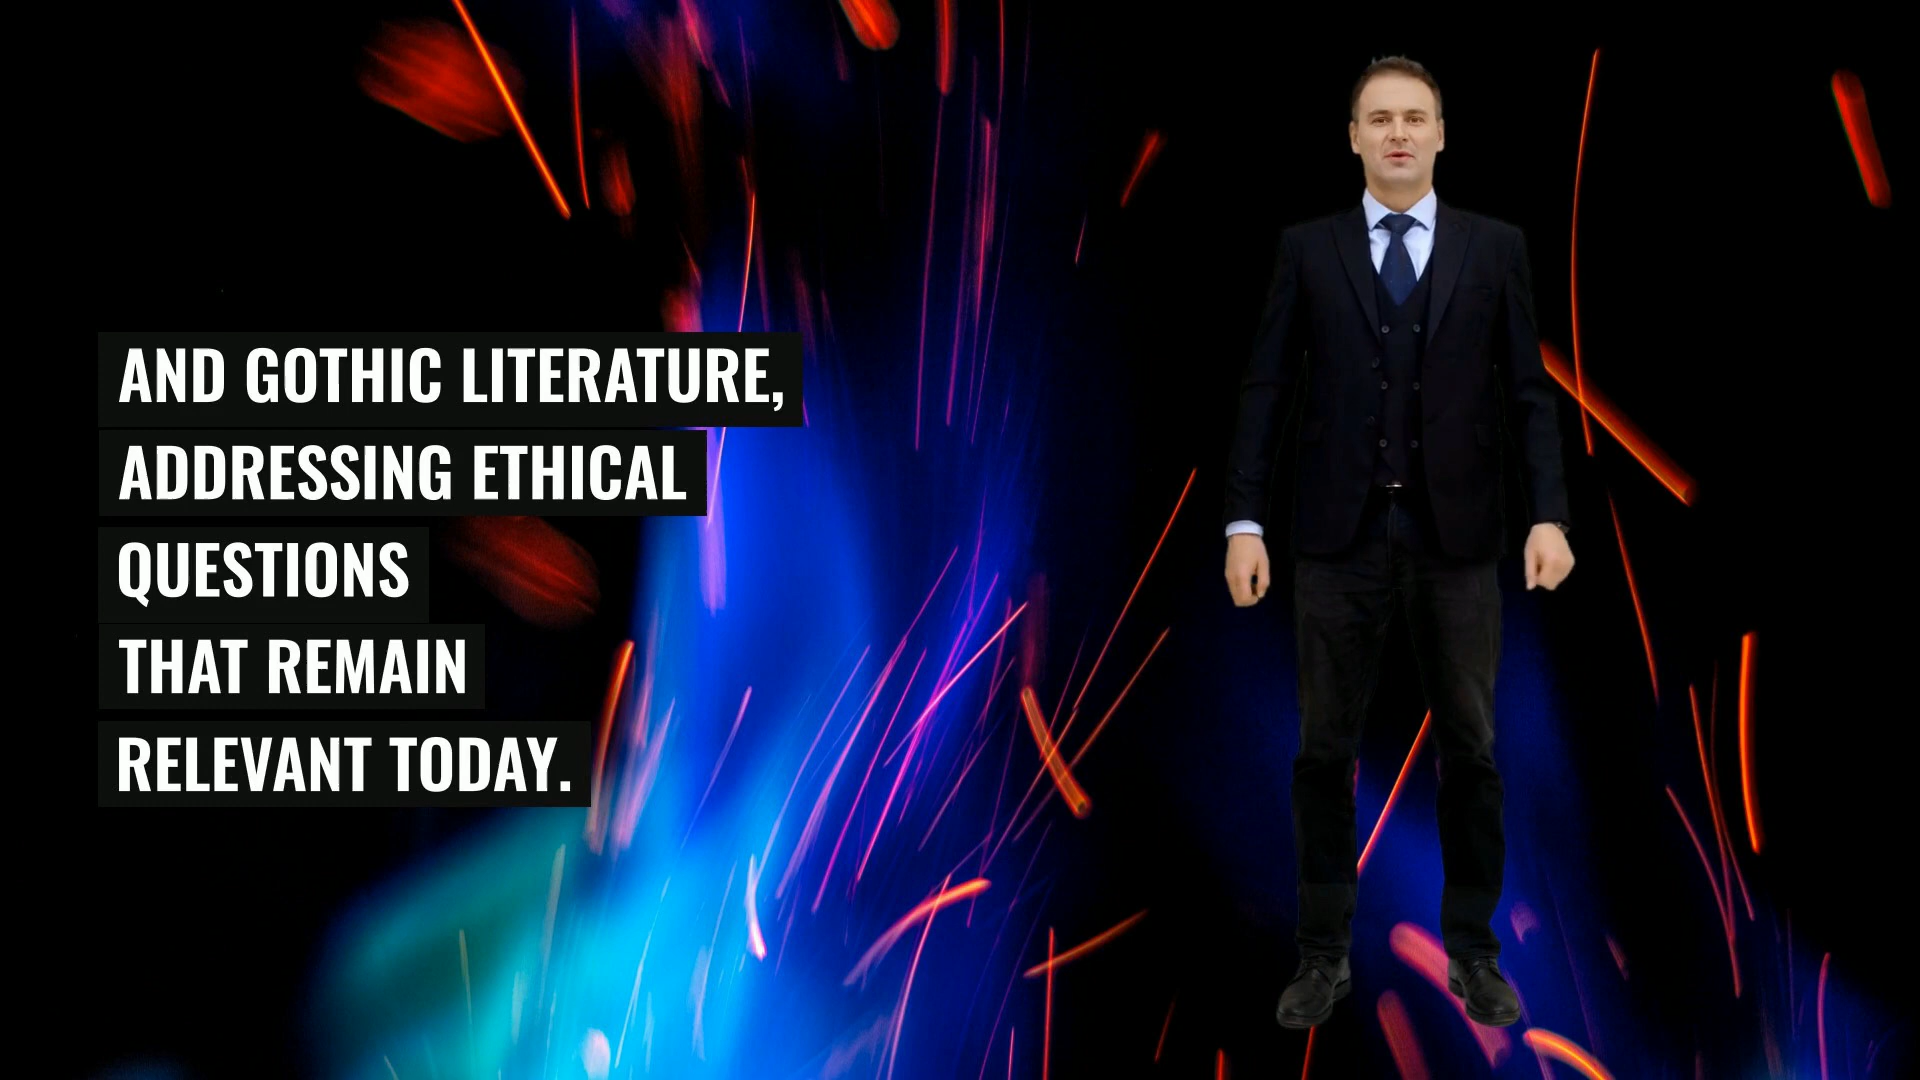 AND GOTHIC LITERATURE,
ADDRESSING ETHICAL
QUESTIONS
THAT REMAIN
RELEVANT TODAY.